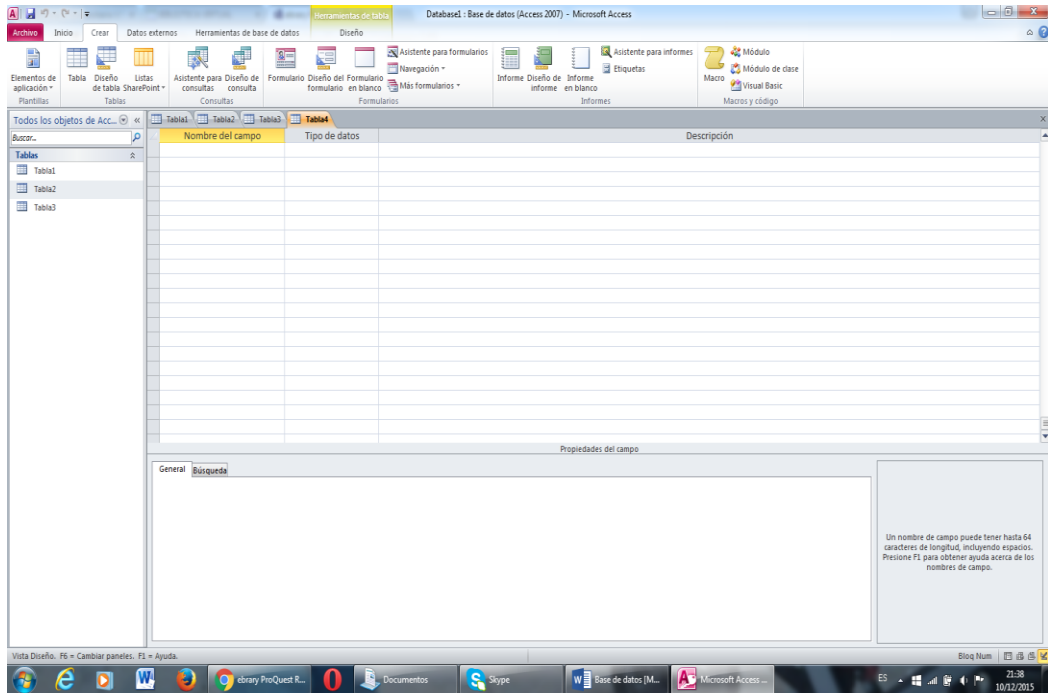 Herramientas de tabla
Database1 : Base de datos (Access 2007) - Microsoft Access
Archivo Inicio Crear Datos externos Herramientas de base de datos Diseño
Elementos de aplicación
Tabla
Diseño de tabla
Listas SharePoint
Asistente para consultas
Diseño de consulta
Formulario
Diseño del formulario
Formulario en blanco
Asistente para formularios
Navegación
Más formularios
Informe
Diseño de informe
Informe en blanco
Asistente para informes
Etiquetas
Macro
Módulo
Módulo de clase
Visual Basic
Plantillas Tablas Consultas Formularios Informes Macros y código
Todos los objetos de Acc...
Tabla1 Tabla2 Tabla3 Tabla4
Buscar...
Nombre del campo Tipo de datos Descripción
Tablas
Tabla1
Tabla2
Tabla3
Propiedades del campo
General Búsqueda
Un nombre de campo puede tener hasta 64
caracteres de longitud, incluyendo espacios.
Presione F1 para obtener ayuda acerca de los
nombres de campo.
Vista Diseño. F6 = Cambiar paneles. F1 = Ayuda. Bloq Num
ebrary ProQuest R... Documentos Skype Base de datos [M... Microsoft Access ... ES 21:38
10/12/2015